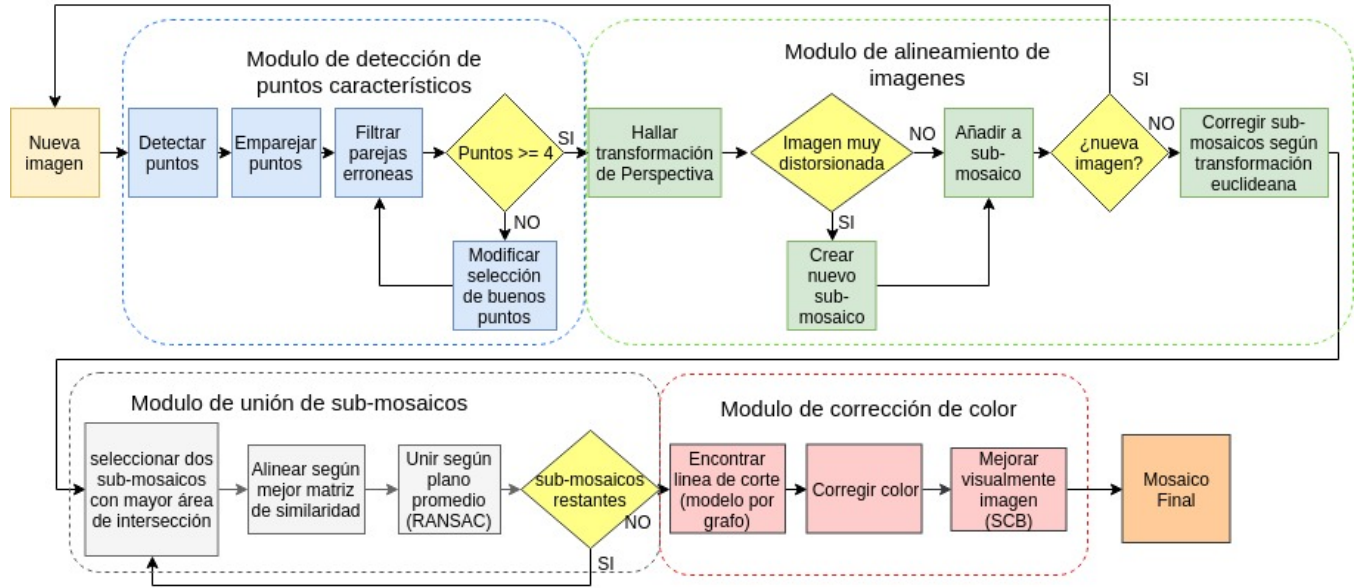 Modulo de detección de
puntos característicos
Modulo de alineamiento de
imagenes
Nueva
imagen
Detectar
puntos
Emparejar
puntos
Filtrar
parejas
erroneas
Puntos >= 4
SI
NO
Modificar
selección
de buenos
puntos
Hallar
transformación
de Perspectiva
Imagen muy
distorsionada
NO
SI
Crear
nuevo
sub-
mosaico
Añadir a
sub-
mosaico
¿nueva
imagen?
SI
NO
Corregir sub-
mosaicos según
transformación
euclideana
Modulo de unión de sub-mosaicos
seleccionar dos
sub-mosaicos
con mayor área
de intersección
Alinear según
mejor matriz
de similaridad
Unir según
plano
promedio
(RANSAC)
sub-mosaicos
restantes
NO
SI
Modulo de corrección de color
Encontrar
linea de corte
(modelo por
grafo)
Corregir color
Mejorar
visualmente
imagen
(SCB)
Mosaico
Final